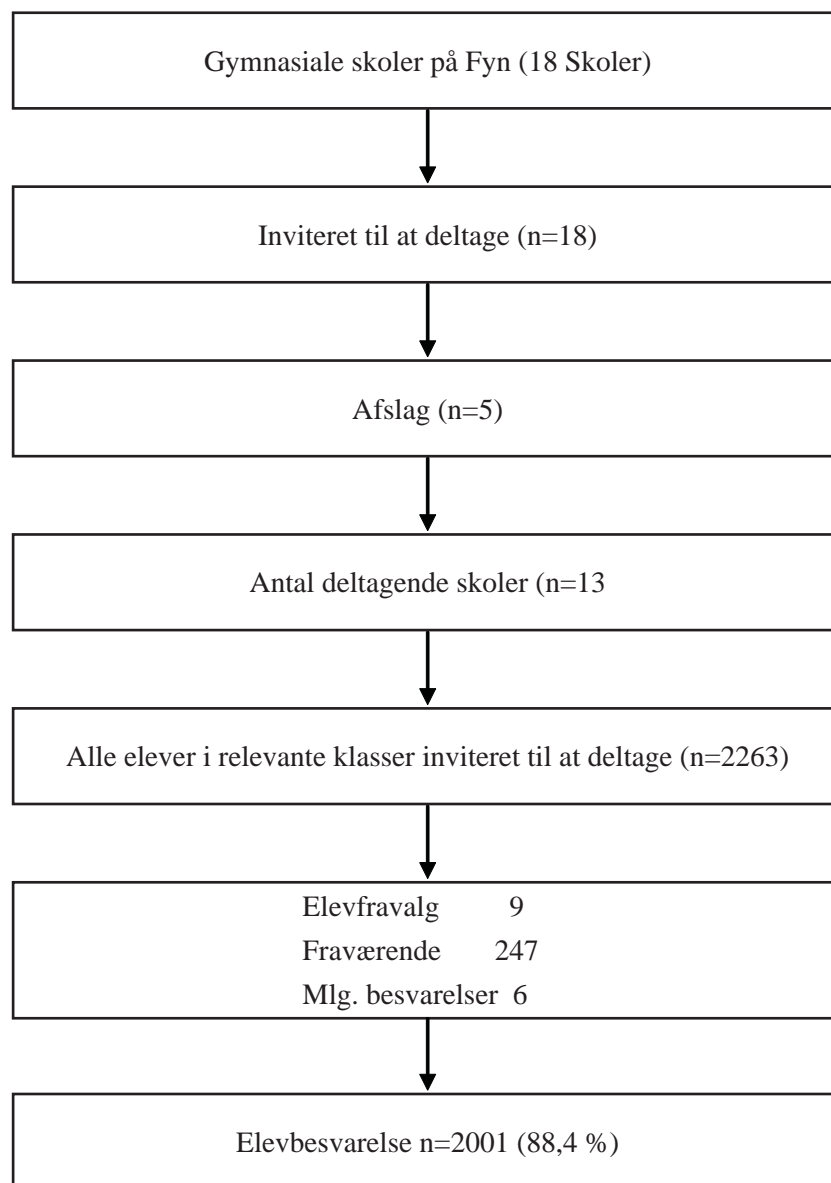 Gymnasiale skoler på Fyn (18 Skoler)
Inviteret til at deltage (n=18)
Afslag (n=5)
Antal deltagende skoler (n=13
Alle elever i relevante klasser inviteret til at deltage (n=2263)
Elevfravalg 9
Fraværende 247
Mlg. besvarelser 6
Elevbesvarelse n=2001 (88,4 %)